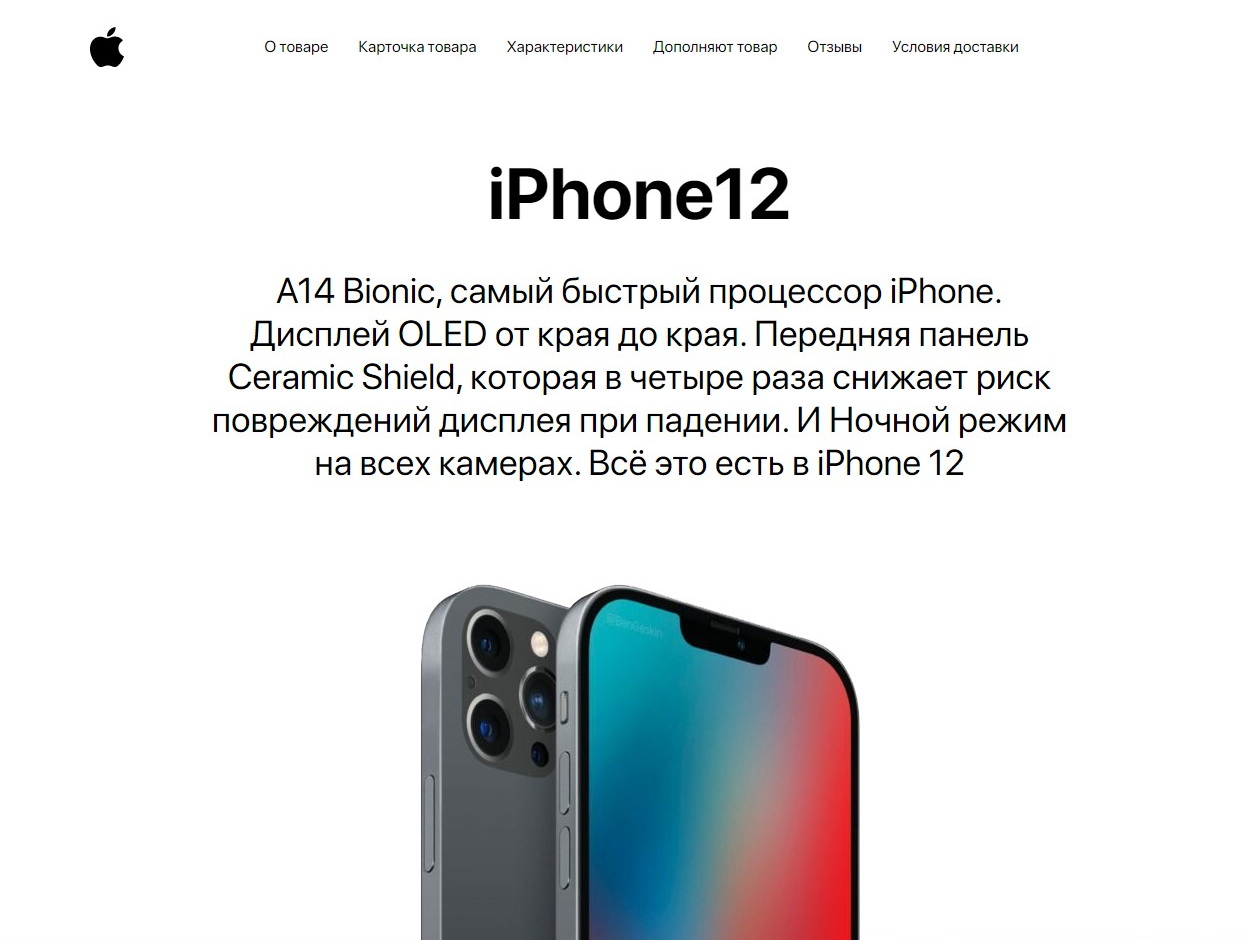 О товаре Карточка товара Характеристики Дополняют товар Отзывы Условия доставки
iPhone12
A14 Bionic, самый быстрый процессор iPhone.
Дисплей OLED от края до края. Передняя панель
Ceramic Shield, которая в четыре раза снижает риск
повреждений дисплея при падении. И Ночной режим
на всех камерах. Всё это есть в iPhone 12
@BenGeskin